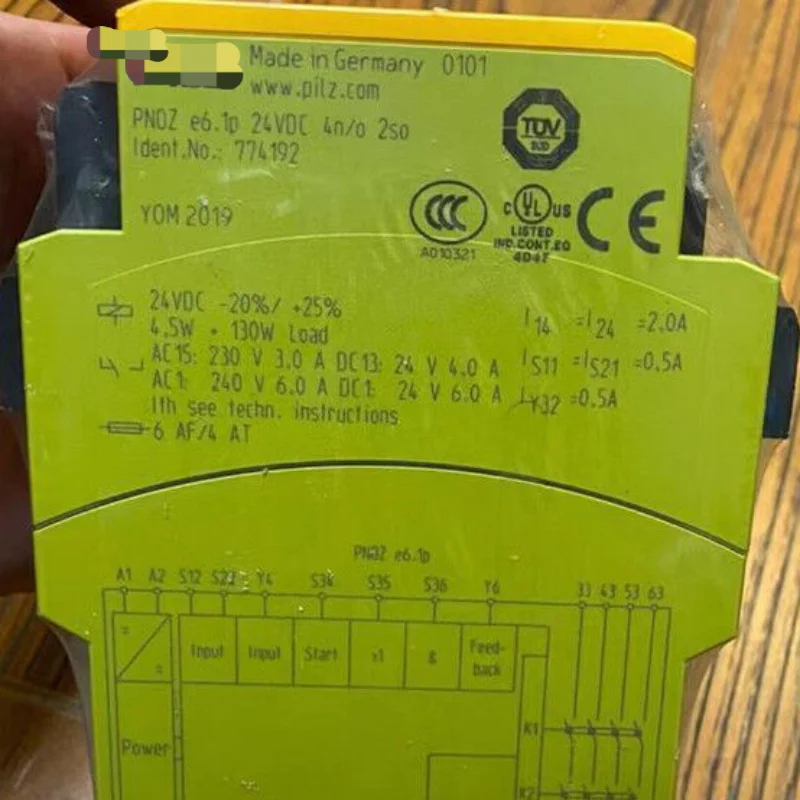 Made in Germany 0101
www.pilz.com
PNOZ e6.1p 24VDC 4n/o 2so
Ident.No.: 774192
TÜV
SÜD
YOM 2019
CCC
A010321
c UL US
LISTED
IND.CONT.EQ
4D47
CE
24VDC -20%/ +25%
4.5W + 130W Load
AC15: 230 V 3.0 A DC13: 24 V 4.0 A
AC1: 240 V 6.0 A DC1: 24 V 6.0 A
Ith see techn. instructions
6 AF/4 AT
I14 =I24 =2.0A
IS11 =IS21 =0.5A
IY32 =0.5A
PNOZ e6.1p
A1 A2 S12 S22 Y4 S34 S35 S36 Y6 33 43 53 63
Input Input Start ≥1 & Feed-
back
Power
K1
K2